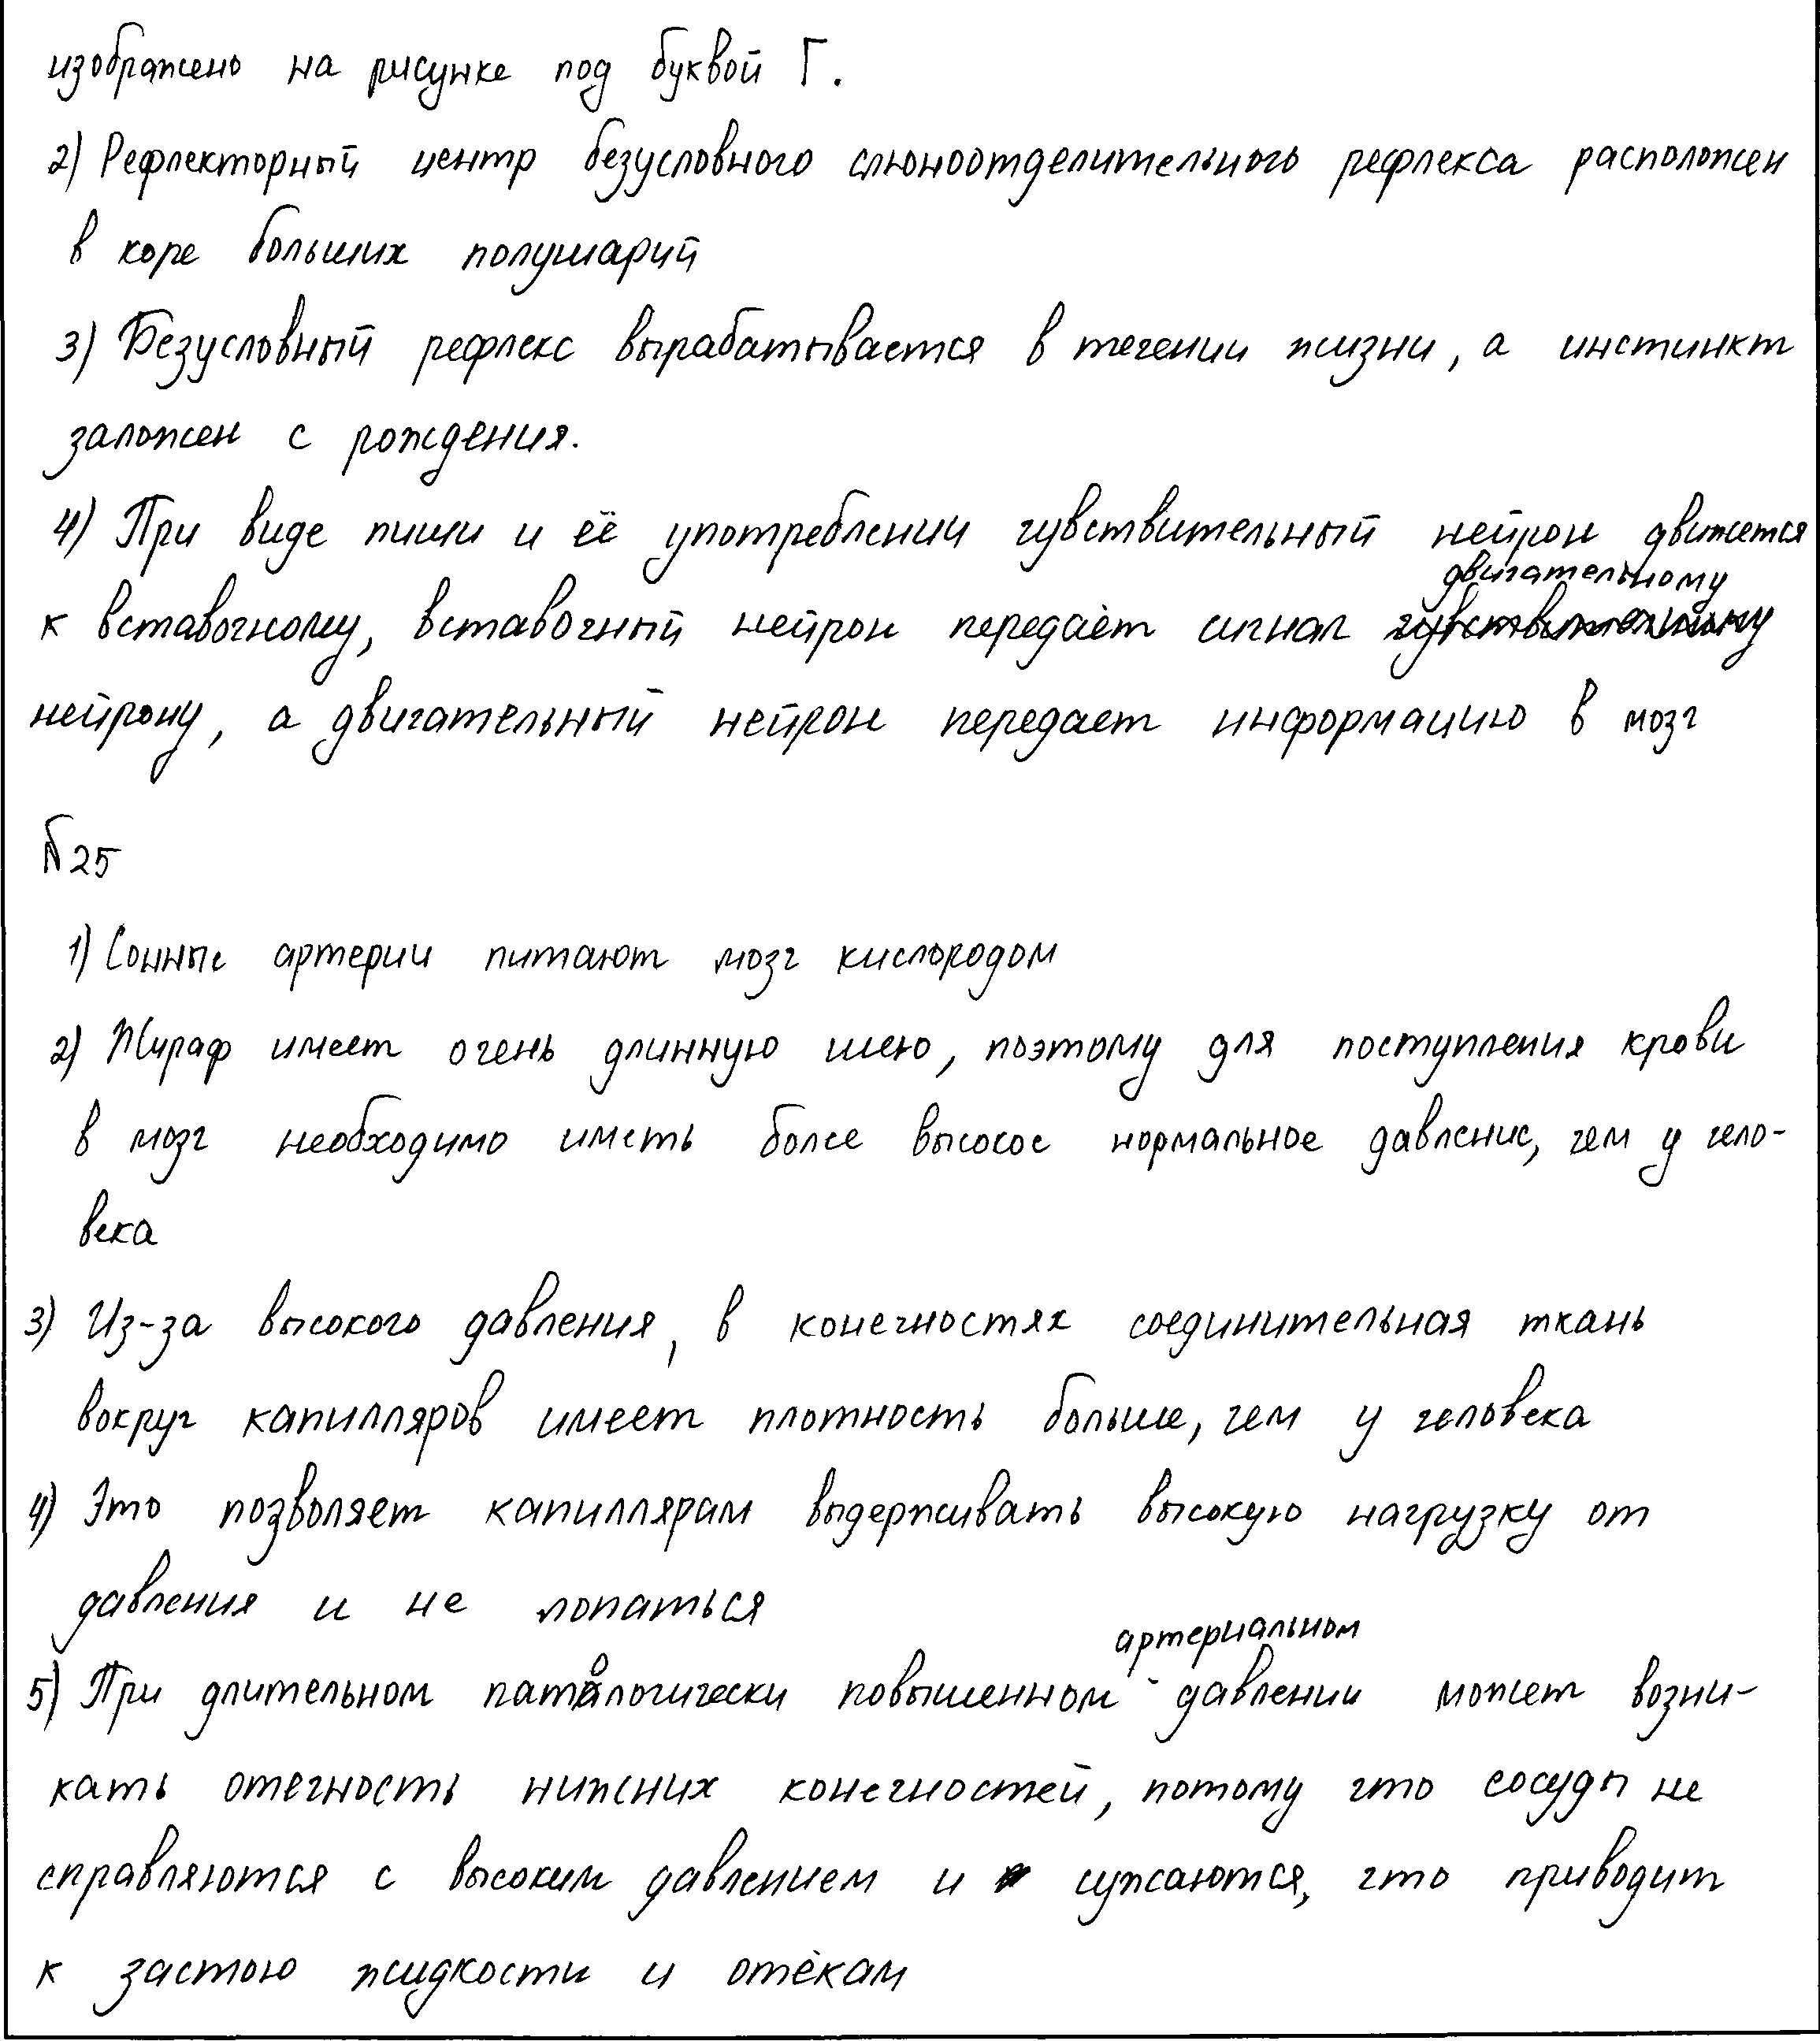 изображено на рисунке под буквой Г.
2) Рефлекторный центр безусловного слюноотделительного рефлекса расположен
в коре больших полушарий
3) Безусловный рефлекс вырабатывается в течении жизни, а инстинкт
заложен с рождения.
4) При виде пищи и её употреблении чувствительный нейрон движется
к вставочному, вставочный нейрон передаёт сигнал двигательному
нейрону, а двигательный нейрон передает информацию в мозг
№25
1) Сонные артерии питают мозг кислородом
2) Жираф имеет очень длинную шею, поэтому для поступления крови
в мозг необходимо иметь более высокое нормальное давление, чем у чело-
века
3) Из-за высокого давления, в конечностях соединительная ткань
вокруг капилляров имеет плотность больше, чем у человека
4) Это позволяет капиллярам выдерживать высокую нагрузку от
давления и не лопаться
5) При длительном патологически повышенном артериальном давлении может возни-
кать отечность нижних конечностей, потому что сосуды не
справляются с высоким давлением и сужаются, что приводит
к застою жидкости и отёкам